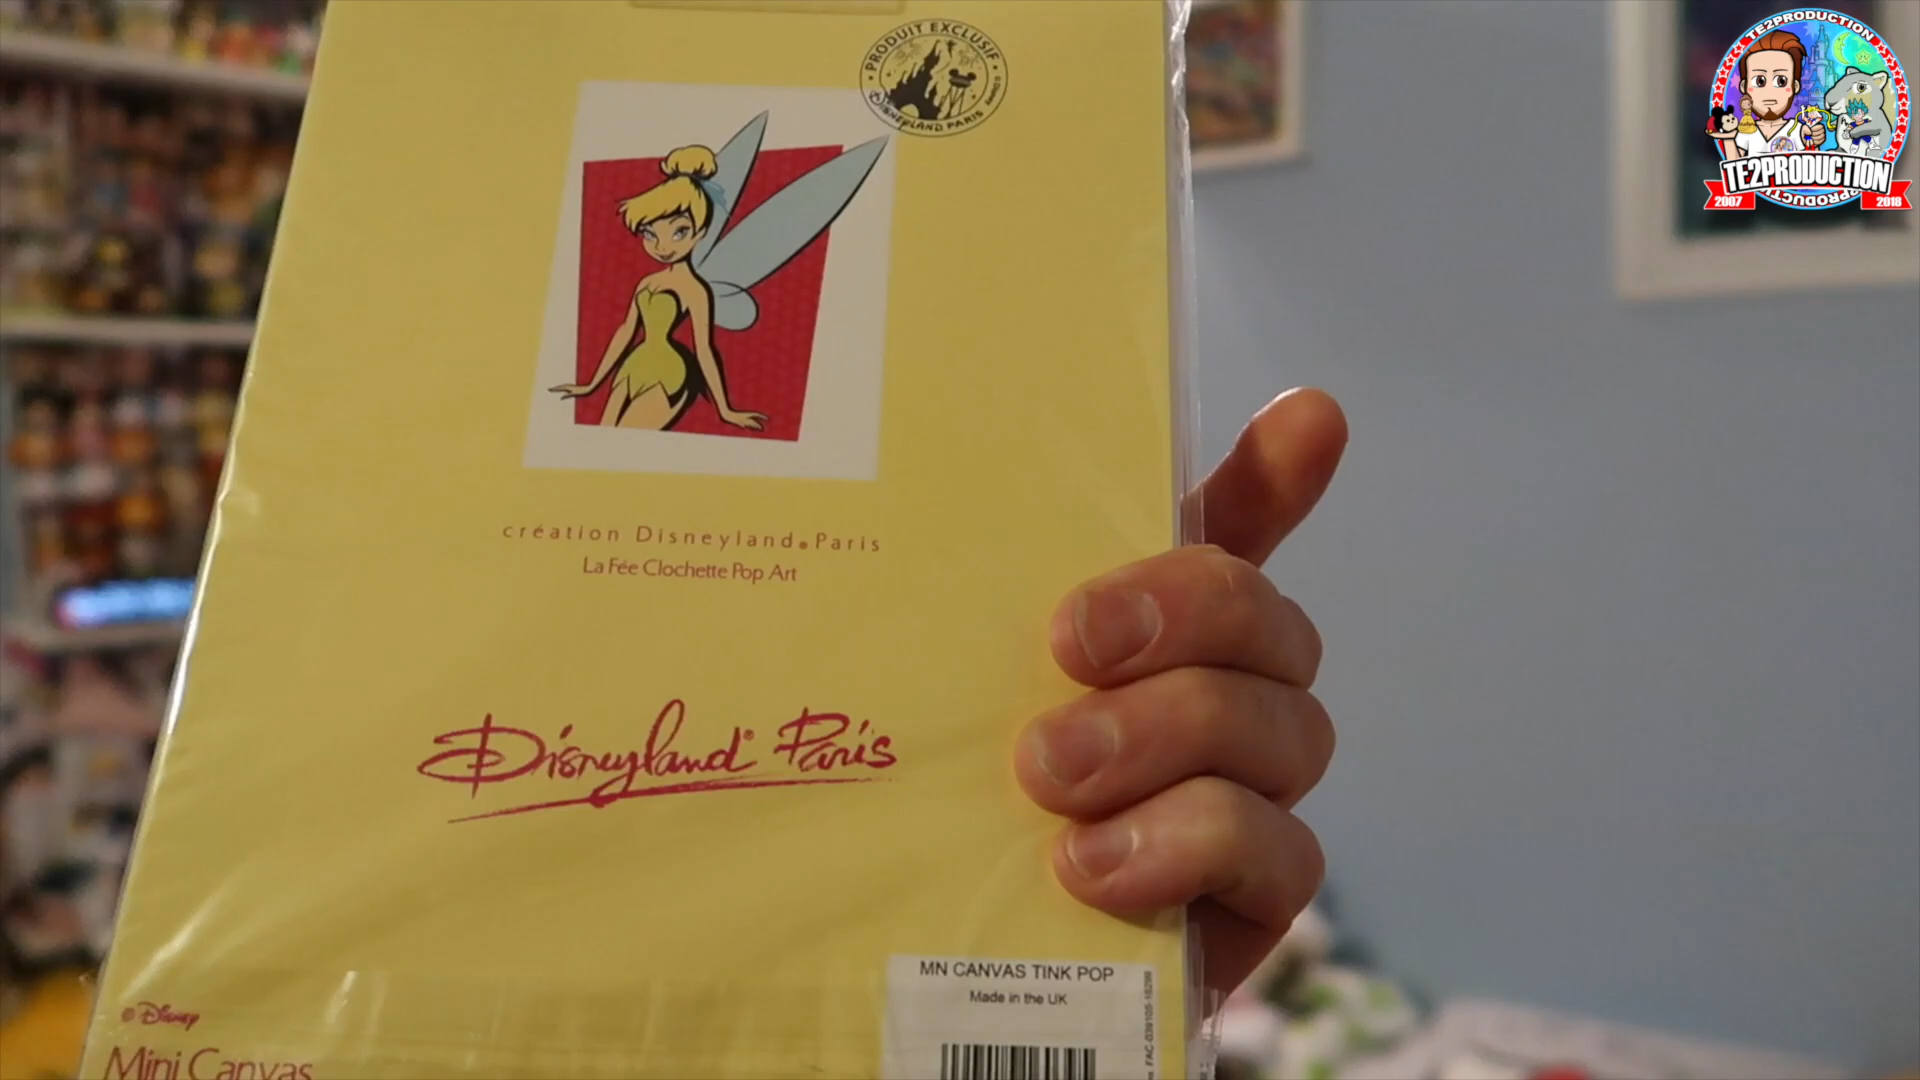 PRODUIT EXCLUSIF
DISNEYLAND PARIS
TE2PRODUCTION
TE2PRODUCTION
2007
2018
création Disneyland® Paris
La Fée Clochette Pop Art
Disneyland® Paris
MN CANVAS TINK POP
Made in the UK
© Disney
Mini Canvas